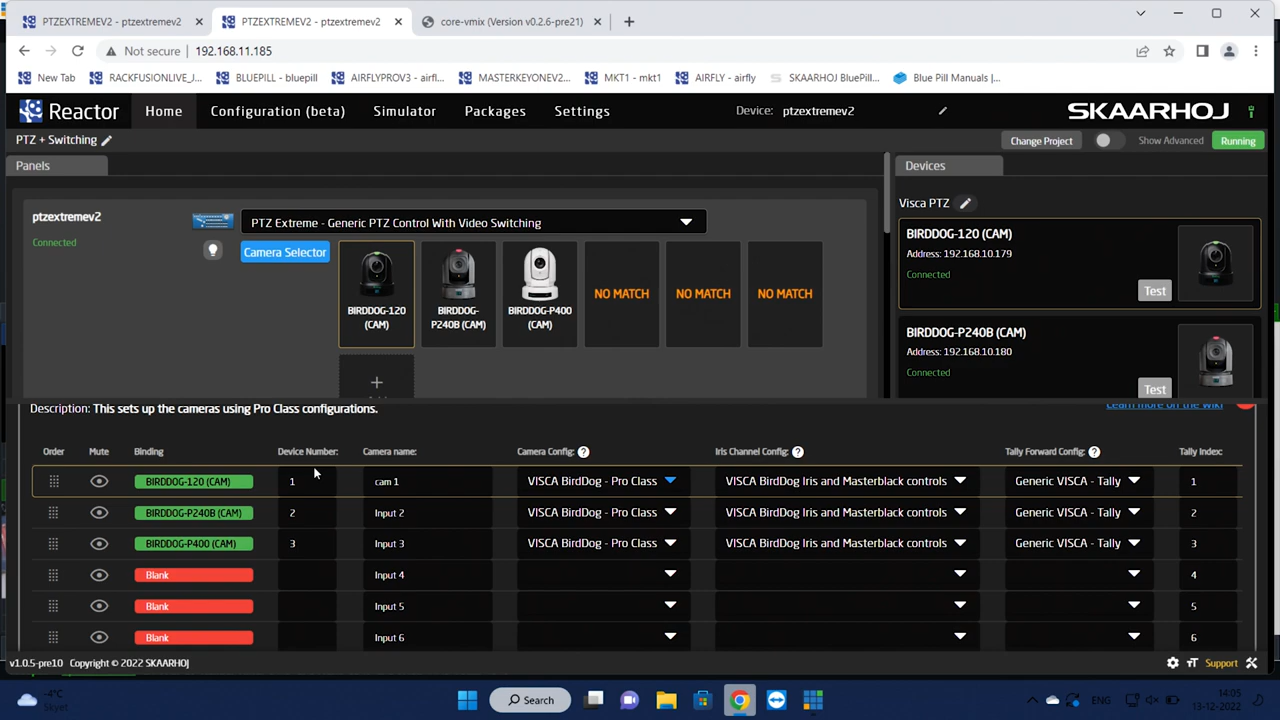 PTZEXTREMEV2 - ptzextremev2
PTZEXTREMEV2 - ptzextremev2
core-vmix (Version v0.2.6-pre21)
Not secure
192.168.11.185
New Tab
RACKFUSIONLIVE_J...
BLUEPILL - bluepill
AIRFLYPROV3 - airfl...
MASTERKEYONEV2...
MKT1 - mkt1
AIRFLY - airfly
SKAARHOJ BluePill...
Blue Pill Manuals |...
Reactor
Home
Configuration (beta)
Simulator
Packages
Settings
Device:
ptzextremev2
SKAARHOJ
PTZ + Switching
Change Project
Show Advanced
Running
Panels
Devices
ptzextremev2
Connected
PTZ Extreme - Generic PTZ Control With Video Switching
Camera Selector
BIRDDOG-120 (CAM)
BIRDDOG-P240B (CAM)
BIRDDOG-P400 (CAM)
NO MATCH
NO MATCH
NO MATCH
Visca PTZ
BIRDDOG-120 (CAM)
Address: 192.168.10.179
Connected
Test
BIRDDOG-P240B (CAM)
Address: 192.168.10.180
Connected
Test
Description: This sets up the cameras using Pro Class configurations.
Learn more on the wiki
Order Mute Binding Device Number: Camera name: Camera Config: Iris Channel Config: Tally Forward Config: Tally Index:
BIRDDOG-120 (CAM) 1 cam 1 VISCA BirdDog - Pro Class VISCA BirdDog Iris and Masterblack controls Generic VISCA - Tally 1
BIRDDOG-P240B (CAM) 2 Input 2 VISCA BirdDog - Pro Class VISCA BirdDog Iris and Masterblack controls Generic VISCA - Tally 2
BIRDDOG-P400 (CAM) 3 Input 3 VISCA BirdDog - Pro Class VISCA BirdDog Iris and Masterblack controls Generic VISCA - Tally 3
Blank Input 4 4
Blank Input 5 5
Blank Input 6 6
v1.0.5-pre10 Copyright © 2022 SKAARHOJ
Support
-4°C
Skyet
Search
ENG
14:05
13-12-2022